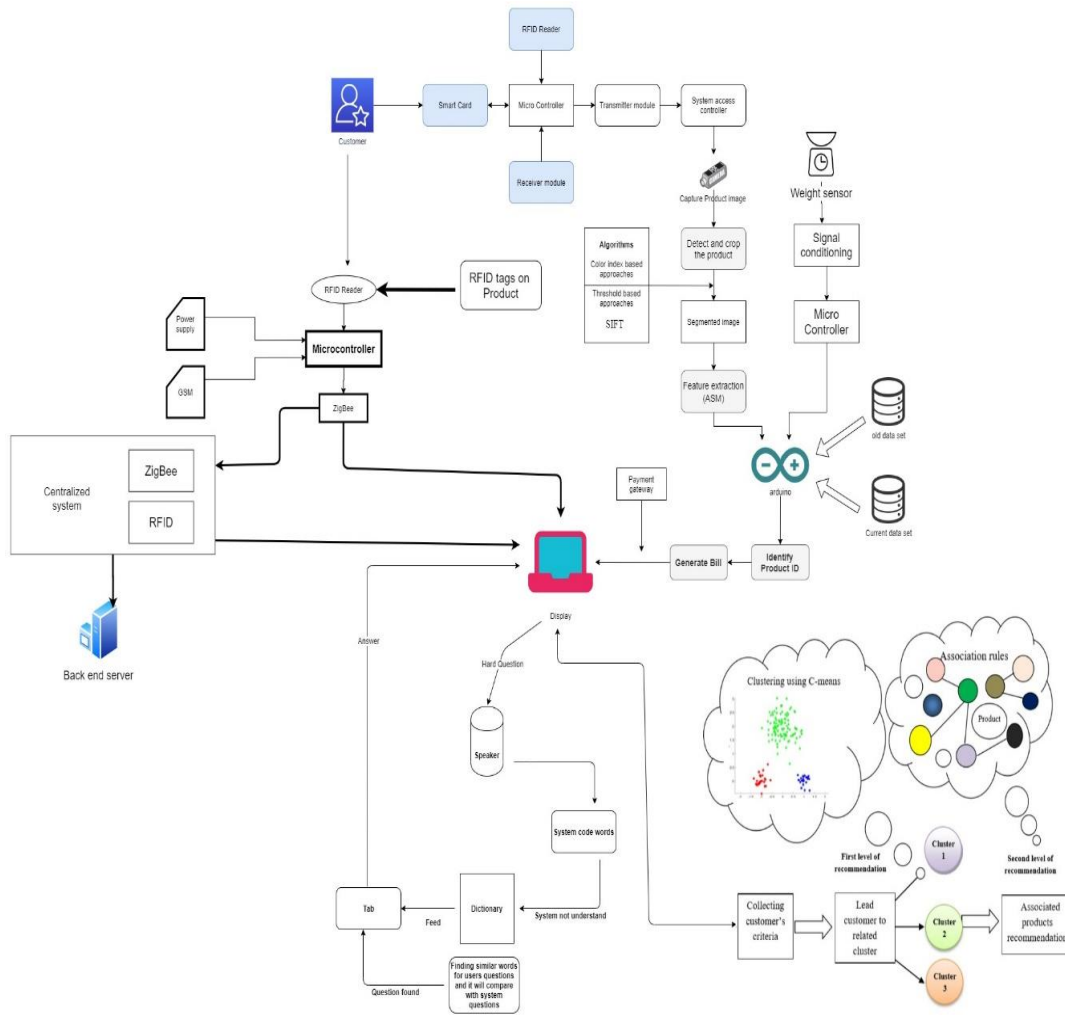 RFID Reader
Customer
Smart Card
Micro Controller
Transmitter module
System access
controller
Receiver module
Capture Product image
Weight sensor
Algorithms
Color index based
approaches
Threshold based
approaches
SIFT
Detect and crop
the product
Signal
conditioning
Segmented image
Micro
Controller
Feature extraction
(ASM)
RFID Reader
RFID tags on
Product
Power
supply
Microcontroller
GSM
ZigBee
old data set
arduino
Current data set
Centralized
system
ZigBee
RFID
Payment
gateway
Generate Bill
Identify
Product ID
Display
Back end server
Answer
Hard Question
Speaker
System code words
System not understand
Dictionary
Feed
Tab
Question found
Finding similar words
for users questions
and it will compare
with system
questions
Clustering using C-means
Association rules
Product
First level of
recommendation
Second level of
recommendation
Cluster
1
Cluster
2
Cluster
3
Collecting
customer's
criteria
Lead
customer to
related
cluster
Associated
products
recommendation